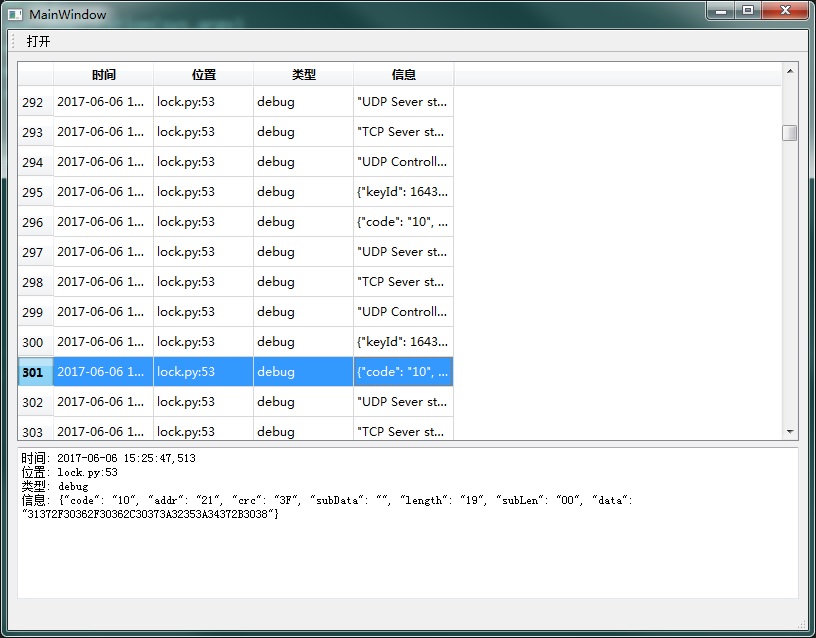 MainWindow
打开
时间 位置 类型 信息
292 2017-06-06 1... lock.py:53 debug "UDP Sever st...
293 2017-06-06 1... lock.py:53 debug "TCP Sever st...
294 2017-06-06 1... lock.py:53 debug "UDP Controll...
295 2017-06-06 1... lock.py:53 debug {"keyId": 1643...
296 2017-06-06 1... lock.py:53 debug {"code": "10", ...
297 2017-06-06 1... lock.py:53 debug "UDP Sever st...
298 2017-06-06 1... lock.py:53 debug "TCP Sever st...
299 2017-06-06 1... lock.py:53 debug "UDP Controll...
300 2017-06-06 1... lock.py:53 debug {"keyId": 1643...
301 2017-06-06 1... lock.py:53 debug {"code": "10", ...
302 2017-06-06 1... lock.py:53 debug "UDP Sever st...
303 2017-06-06 1... lock.py:53 debug "TCP Sever st...
时间: 2017-06-06 15:25:47,513
位置: lock.py:53
类型: debug
信息: {"code": "10", "addr": "21", "crc": "3F", "subData": "", "length": "19", "subLen": "00", "data":
"31372F30362F30362C30373A32353A34372B3038"}